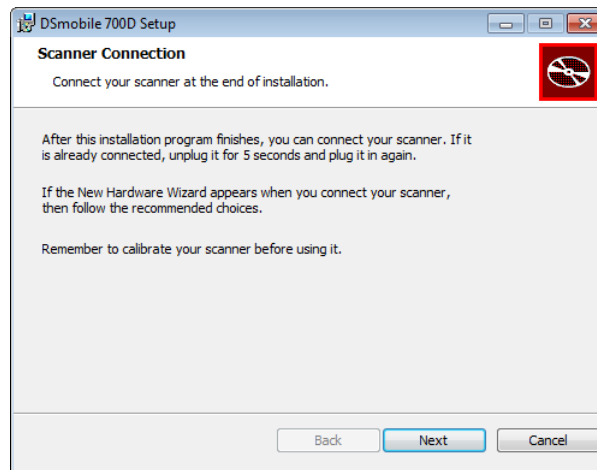 DSmobile 700D Setup
Scanner Connection
Connect your scanner at the end of installation.
After this installation program finishes, you can connect your scanner. If it
is already connected, unplug it for 5 seconds and plug it in again.
If the New Hardware Wizard appears when you connect your scanner,
then follow the recommended choices.
Remember to calibrate your scanner before using it.
Back Next Cancel